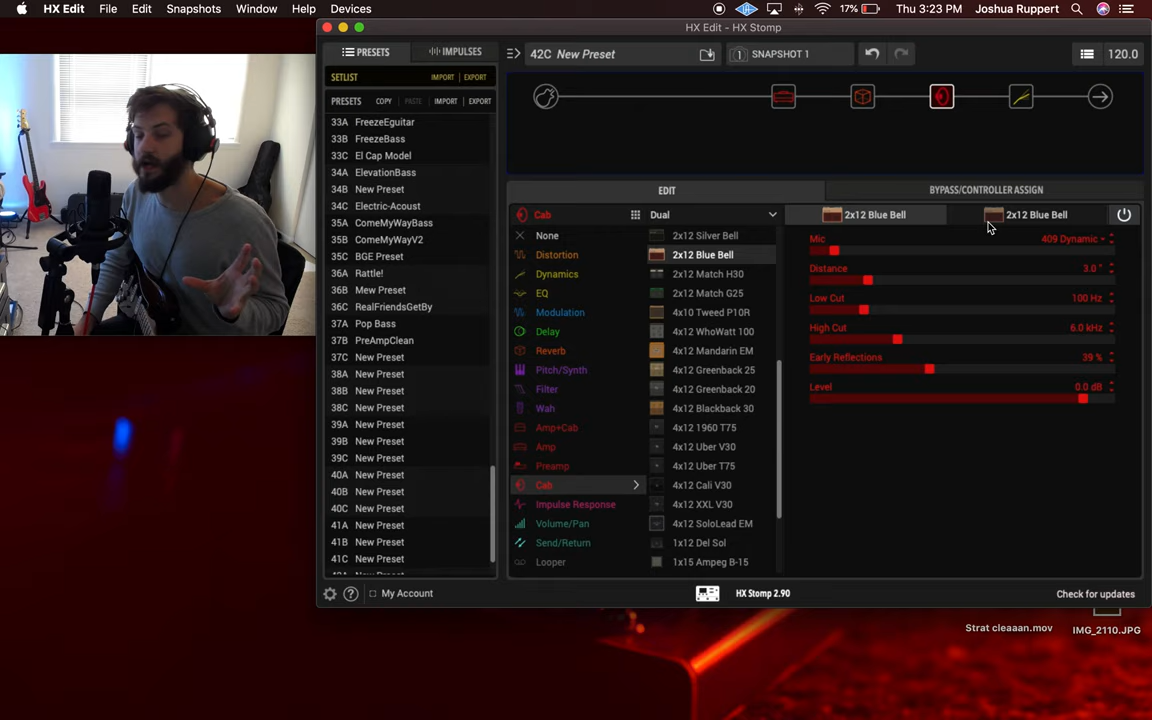 HX Edit File Edit Snapshots Window Help Devices 17% Thu 3:23 PM Joshua Ruppert
HX Edit - HX Stomp
PRESETS IMPULSES
42C New Preset
1 SNAPSHOT 1
120.0
SETLIST IMPORT EXPORT
PRESETS COPY PASTE IMPORT EXPORT
33A FreezeEguitar
33B FreezeBass
33C El Cap Model
34A ElevationBass
34B New Preset
34C Electric-Acoust
35A ComeMyWayBass
35B ComeMyWayV2
35C BGE Preset
36A Rattle!
36B Mew Preset
36C RealFriendsGetBy
37A Pop Bass
37B PreAmpClean
37C New Preset
38A New Preset
38B New Preset
38C New Preset
39A New Preset
39B New Preset
39C New Preset
40A New Preset
40B New Preset
40C New Preset
41A New Preset
41B New Preset
41C New Preset
EDIT BYPASS/CONTROLLER ASSIGN
Cab
None
Distortion
Dynamics
EQ
Modulation
Delay
Reverb
Pitch/Synth
Filter
Wah
Amp+Cab
Amp
Preamp
Cab
Impulse Response
Volume/Pan
Send/Return
Looper
Dual
2x12 Silver Bell
2x12 Blue Bell
2x12 Match H30
2x12 Match G25
4x10 Tweed P10R
4x12 WhoWatt 100
4x12 Mandarin EM
4x12 Greenback 25
4x12 Greenback 20
4x12 Blackback 30
4x12 1960 T75
4x12 Uber V30
4x12 Uber T75
4x12 Cali V30
4x12 XXL V30
4x12 SoloLead EM
1x12 Del Sol
1x15 Ampeg B-15
2x12 Blue Bell 2x12 Blue Bell
Mic 409 Dynamic
Distance 3.0 "
Low Cut 100 Hz
High Cut 6.0 kHz
Early Reflections 39 %
Level 0.0 dB
My Account
HX Stomp 2.90
Check for updates
Strat cleaaan.mov
IMG_2110.JPG